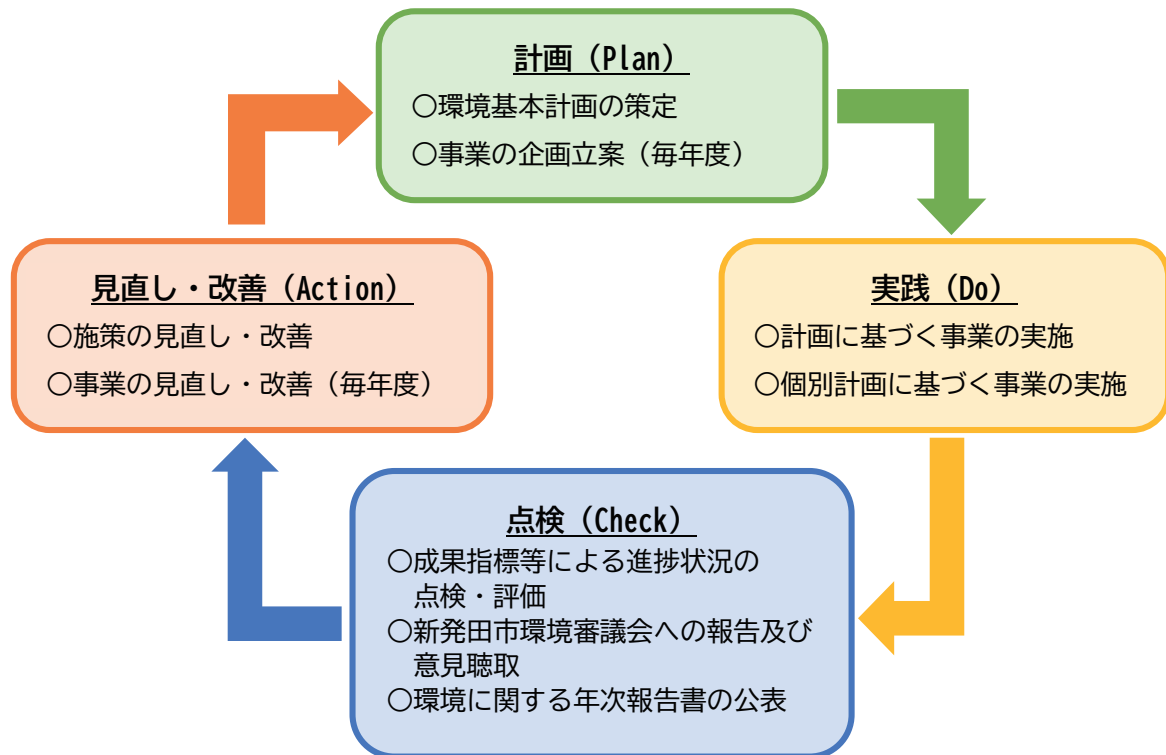 計画（Plan）
○環境基本計画の策定
○事業の企画立案（毎年度）
見直し・改善（Action）
○施策の見直し・改善
○事業の見直し・改善（毎年度）
実践（Do）
○計画に基づく事業の実施
○個別計画に基づく事業の実施
点検（Check）
○成果指標等による進捗状況の
点検・評価
○新発田市環境審議会への報告及び
意見聴取
○環境に関する年次報告書の公表